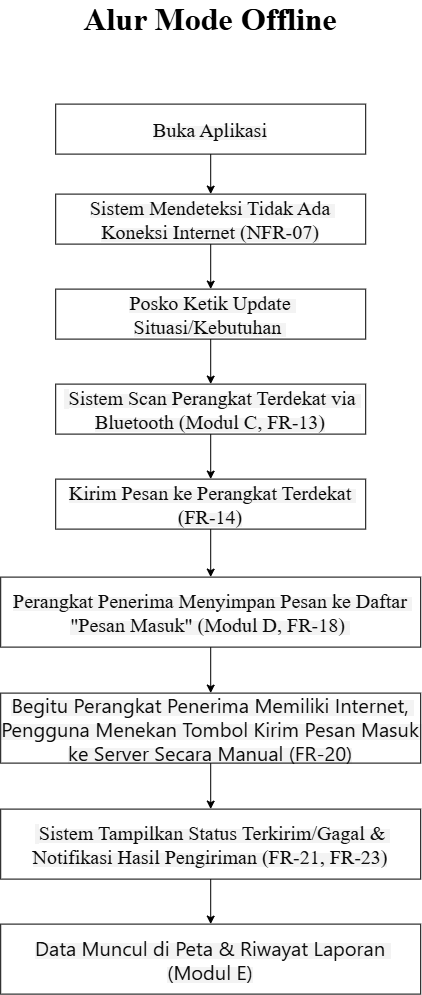 Alur Mode Offline
Buka Aplikasi
Sistem Mendeteksi Tidak Ada
Koneksi Internet (NFR-07)
Posko Ketik Update
Situasi/Kebutuhan
Sistem Scan Perangkat Terdekat via
Bluetooth (Modul C, FR-13)
Kirim Pesan ke Perangkat Terdekat
(FR-14)
Perangkat Penerima Menyimpan Pesan ke Daftar
"Pesan Masuk" (Modul D, FR-18)
Begitu Perangkat Penerima Memiliki Internet,
Pengguna Menekan Tombol Kirim Pesan Masuk
ke Server Secara Manual (FR-20)
Sistem Tampilkan Status Terkirim/Gagal &
Notifikasi Hasil Pengiriman (FR-21, FR-23)
Data Muncul di Peta & Riwayat Laporan
(Modul E)